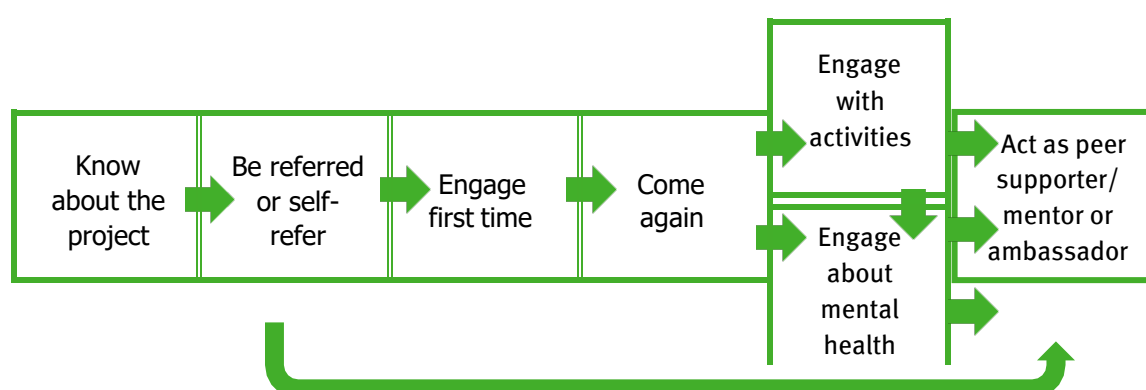 Know
about the
project
Be referred
or self-
refer
Engage
first time
Come
again
Engage
with
activities
Engage
about
mental
health
Act as peer
supporter/
mentor or
ambassador